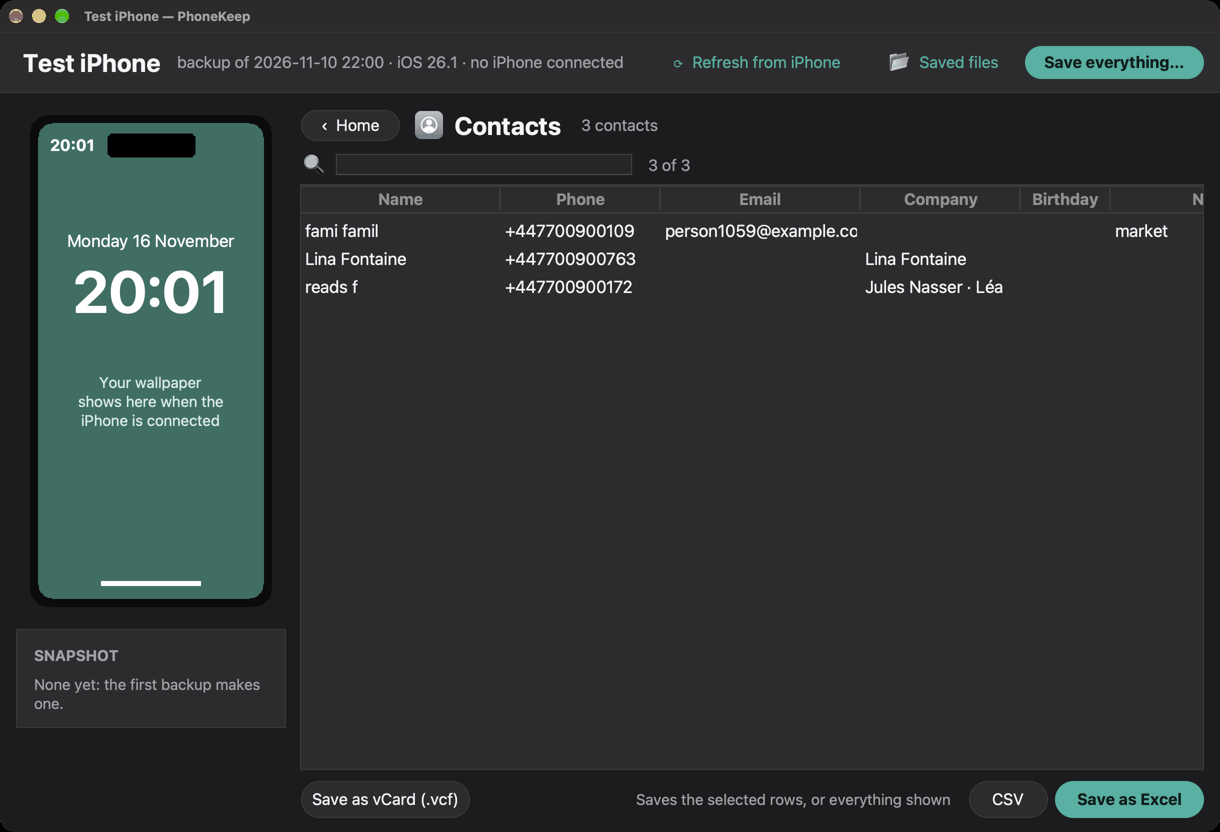 Test iPhone — PhoneKeep
Test iPhone backup of 2026-11-10 22:00 · iOS 26.1 · no iPhone connected Refresh from iPhone Saved files Save everything...
20:01
Monday 16 November
20:01
Your wallpaper
shows here when the
iPhone is connected
SNAPSHOT
None yet: the first backup makes
one.
‹ Home Contacts 3 contacts
3 of 3
Name Phone Email Company Birthday N
fami famil +447700900109 person1059@example.co market
Lina Fontaine +447700900763 Lina Fontaine
reads f +447700900172 Jules Nasser · Léa
Save as vCard (.vcf) Saves the selected rows, or everything shown CSV Save as Excel